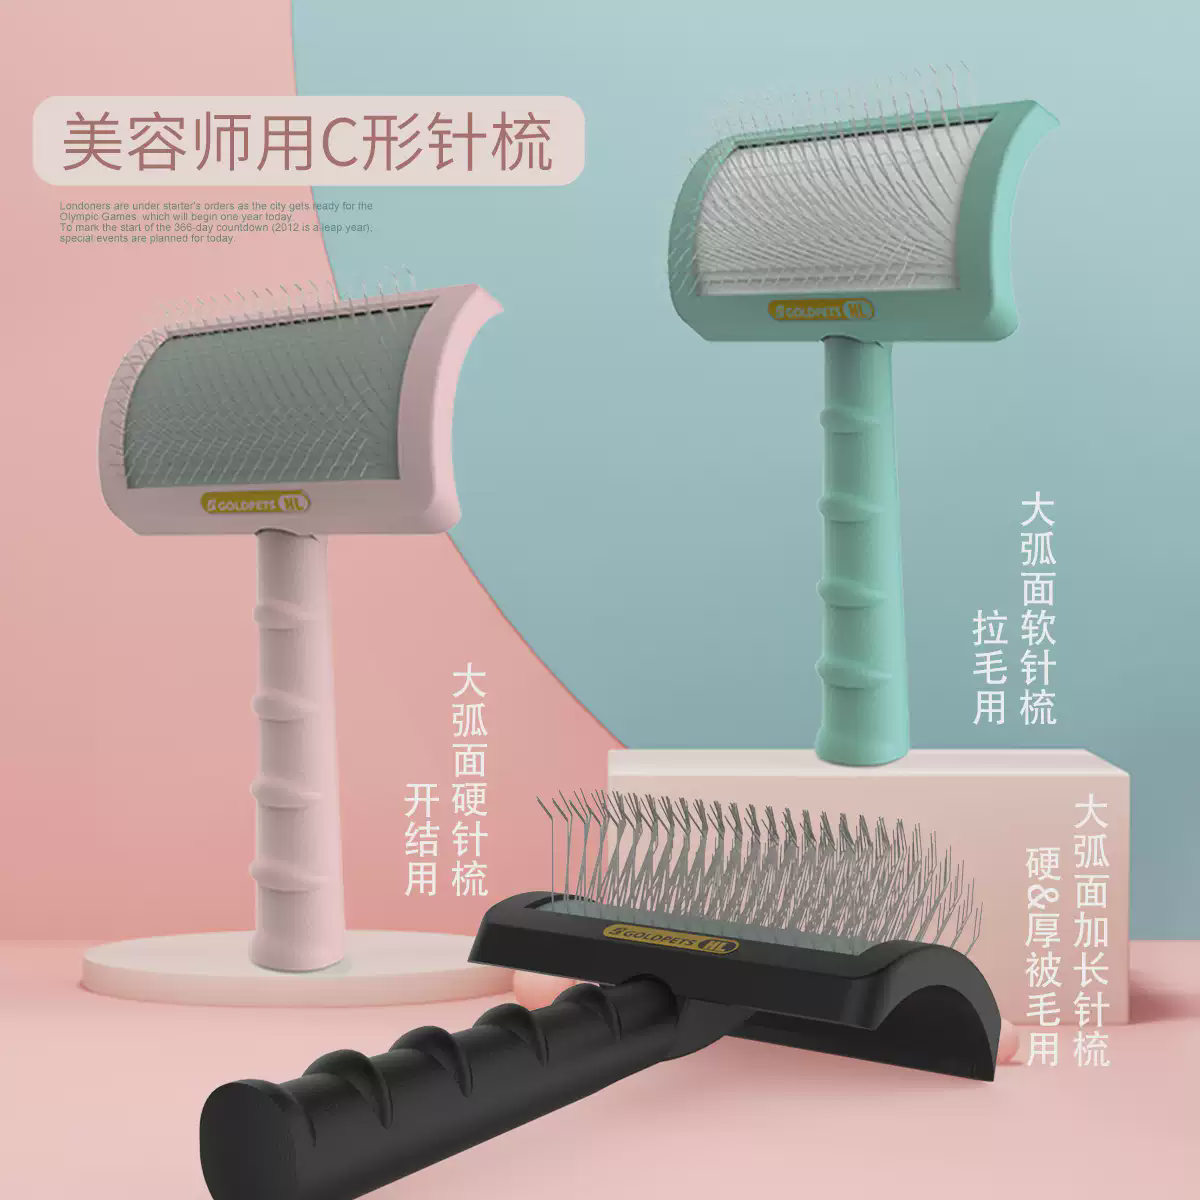 美容师用C形针梳
Londoners are under starter's orders as the city gets ready for the
Olympic Games which will begin one year today.
To mark the start of the 366-day countdown (2012 is a leap year),
special events are planned for today.
GOLDPETS HL
GOLDPETS HL
大弧面软针梳
拉毛用
大弧面硬针梳
开结用
大弧面加长针梳
硬&厚被毛用
GOLDPETS HL